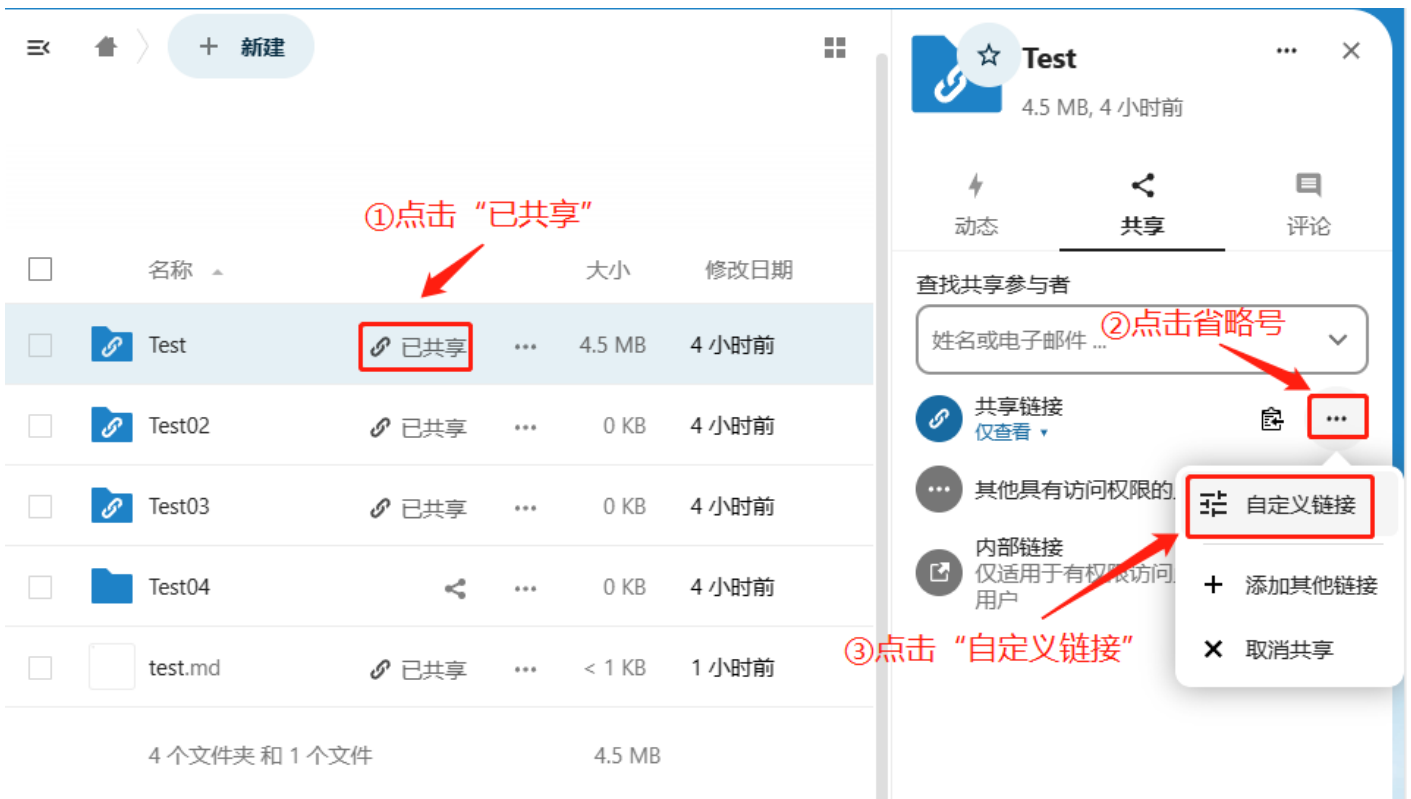 + 新建
①点击“已共享”
名称 大小 修改日期
Test 已共享 ... 4.5 MB 4 小时前
Test02 已共享 ... 0 KB 4 小时前
Test03 已共享 ... 0 KB 4 小时前
Test04 ... 0 KB 4 小时前
test.md 已共享 ... < 1 KB 1 小时前
4 个文件夹 和 1 个文件 4.5 MB
Test
4.5 MB, 4 小时前
动态 共享 评论
查找共享参与者
姓名或电子邮件 ...
②点击省略号
共享链接
仅查看
其他具有访问权限的
自定义链接
内部链接
仅适用于有权限访问
用户
+ 添加其他链接
③点击“自定义链接”
取消共享